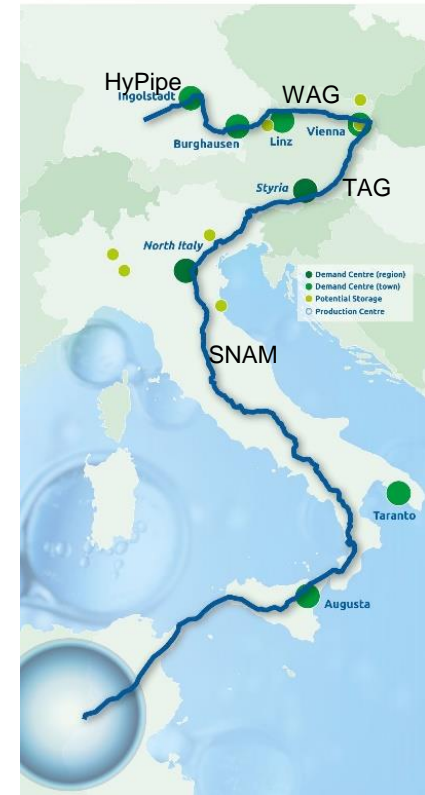 HyPipe
Ingolstadt
WAG
Burghausen
Linz
Vienna
Styria
TAG
North Italy
Demand Centre (region)
Demand Centre (town)
Potential Storage
Production Centre
SNAM
Taranto
Augusta